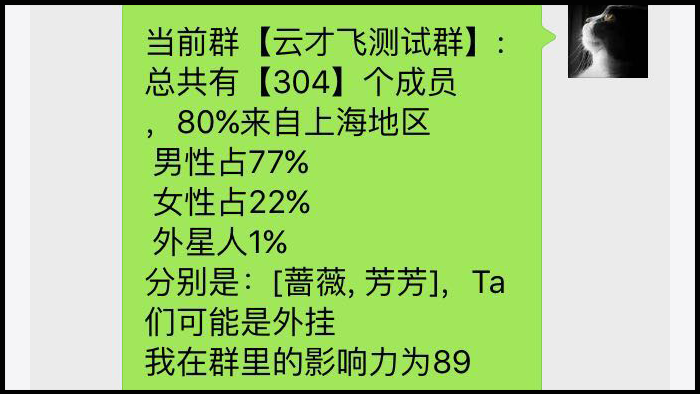 当前群【云才飞测试群】:
总共有【304】个成员
，80%来自上海地区
男性占77%
女性占22%
外星人1%
分别是：[蔷薇, 芳芳]，Ta
们可能是外挂
我在群里的影响力为89